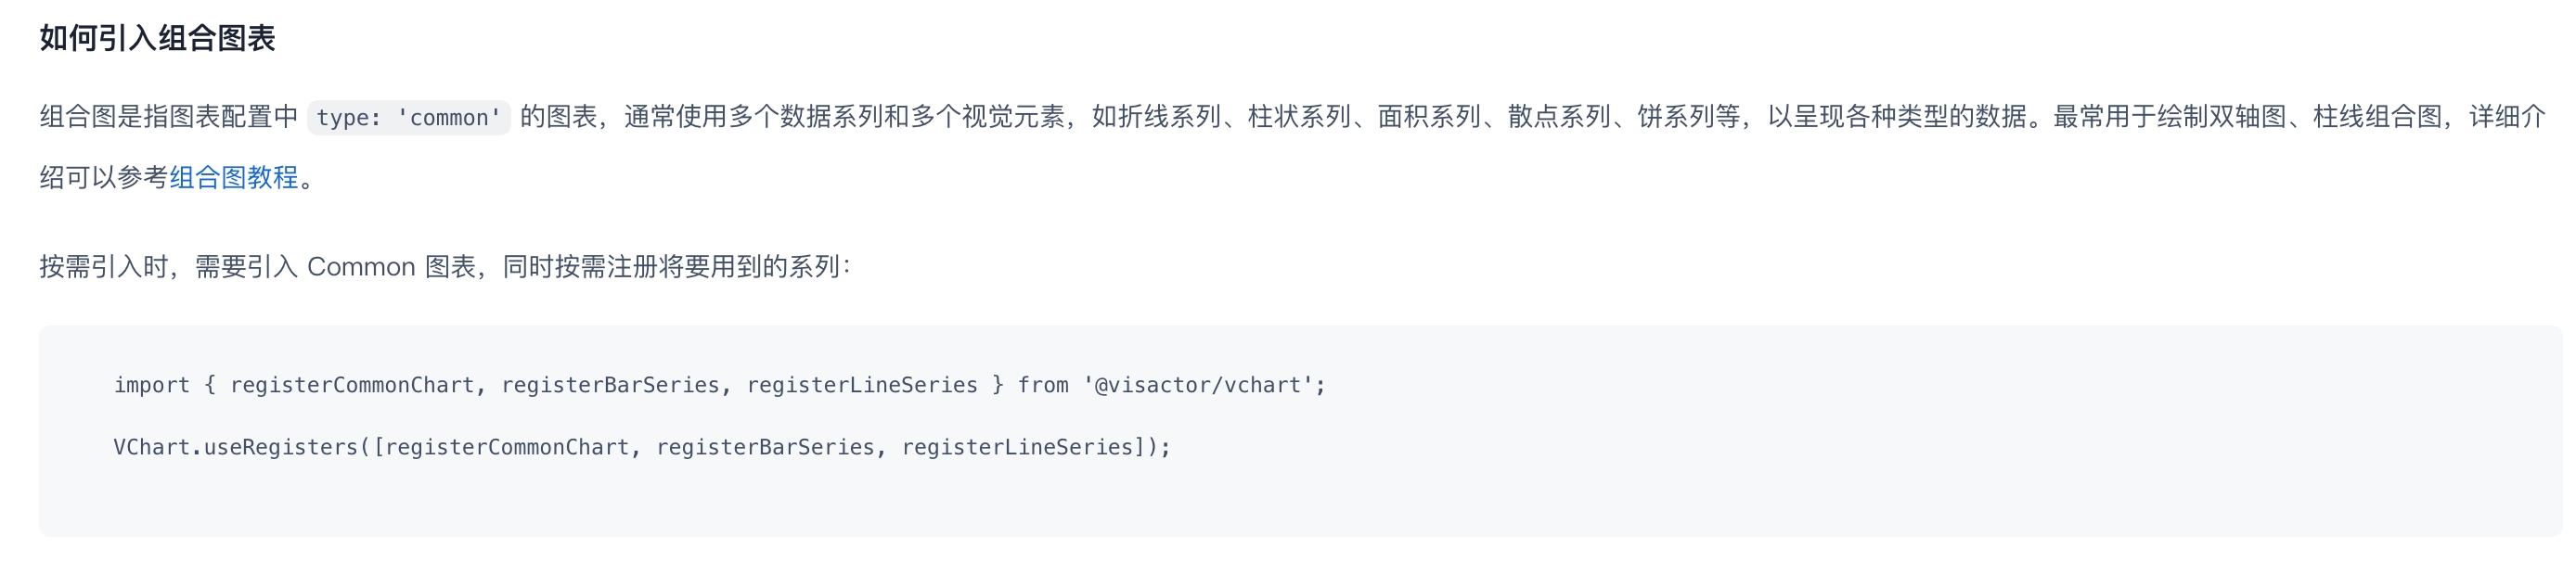 如何引入组合图表
组合图是指图表配置中 type: 'common' 的图表，通常使用多个数据系列和多个视觉元素，如折线系列、柱状系列、面积系列、散点系列、饼系列等，以呈现各种类型的数据。最常用于绘制双轴图、柱线组合图，详细介
绍可以参考组合图教程。
按需引入时，需要引入 Common 图表，同时按需注册将要用到的系列：
import { registerCommonChart, registerBarSeries, registerLineSeries } from '@visactor/vchart';
VChart.useRegisters([registerCommonChart, registerBarSeries, registerLineSeries]);